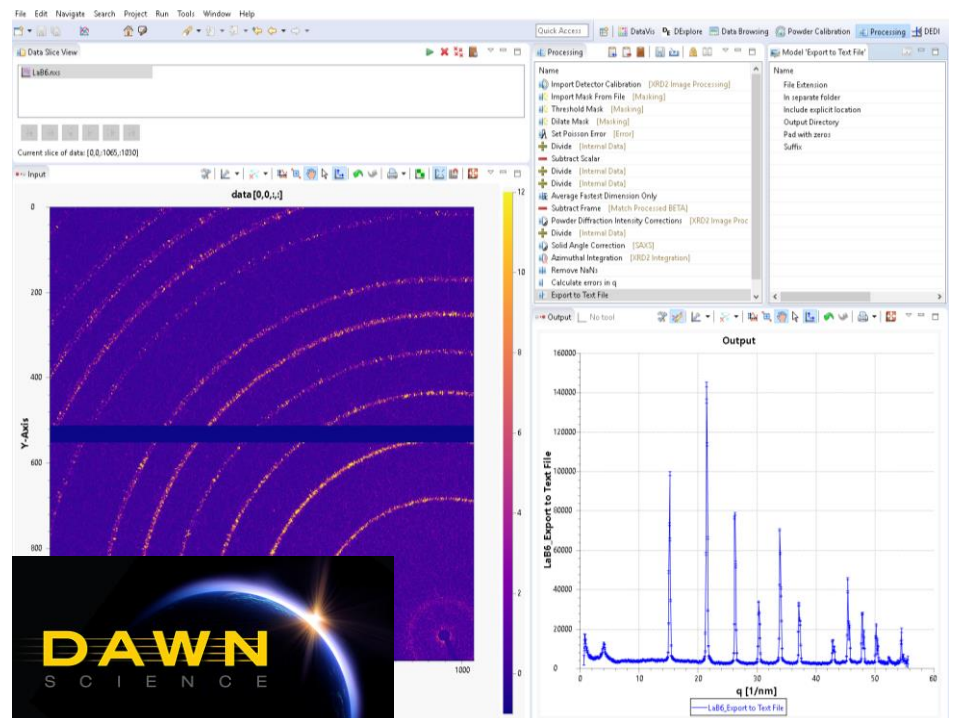 File Edit Navigate Search Project Run Tools Window Help
Quick Access DataVis DExplore Data Browsing Powder Calibration Processing DEDI
Data Slice View
LaB6.nxs
Current slice of data: [0,0,:1065,:1030]
Input
data[0,0,:,:]
0
200
400
600
800
1000
Y-Axis
12
10
8
6
4
2
0
DAWN
SCIENCE
Processing
Name
Import Detector Calibration [XRD2 Image Processing]
Import Mask From File [Masking]
Threshold Mask [Masking]
Dilate Mask [Masking]
Set Poisson Error [Error]
Divide [Internal Data]
Subtract Scalar
Divide [Internal Data]
Divide [Internal Data]
Average Fastest Dimension Only
Subtract Frame [Match Processed BETA]
Powder Diffraction Intensity Corrections [XRD2 Image Proc
Divide [Internal Data]
Solid Angle Correction [SAXS]
Azimuthal Integration [XRD2 Integration]
Remove NaNs
Calculate errors in q
Export to Text File
Model 'Export to Text File'
Name
File Extension
In separate folder
Include explicit location
Output Directory
Pad with zeros
Suffix
Output No tool
Output
160000
140000
120000
100000
80000
60000
40000
20000
0
LaB6_Export to Text File
0 10 20 30 40 50 60
q [1/nm]
LaB6_Export to Text File